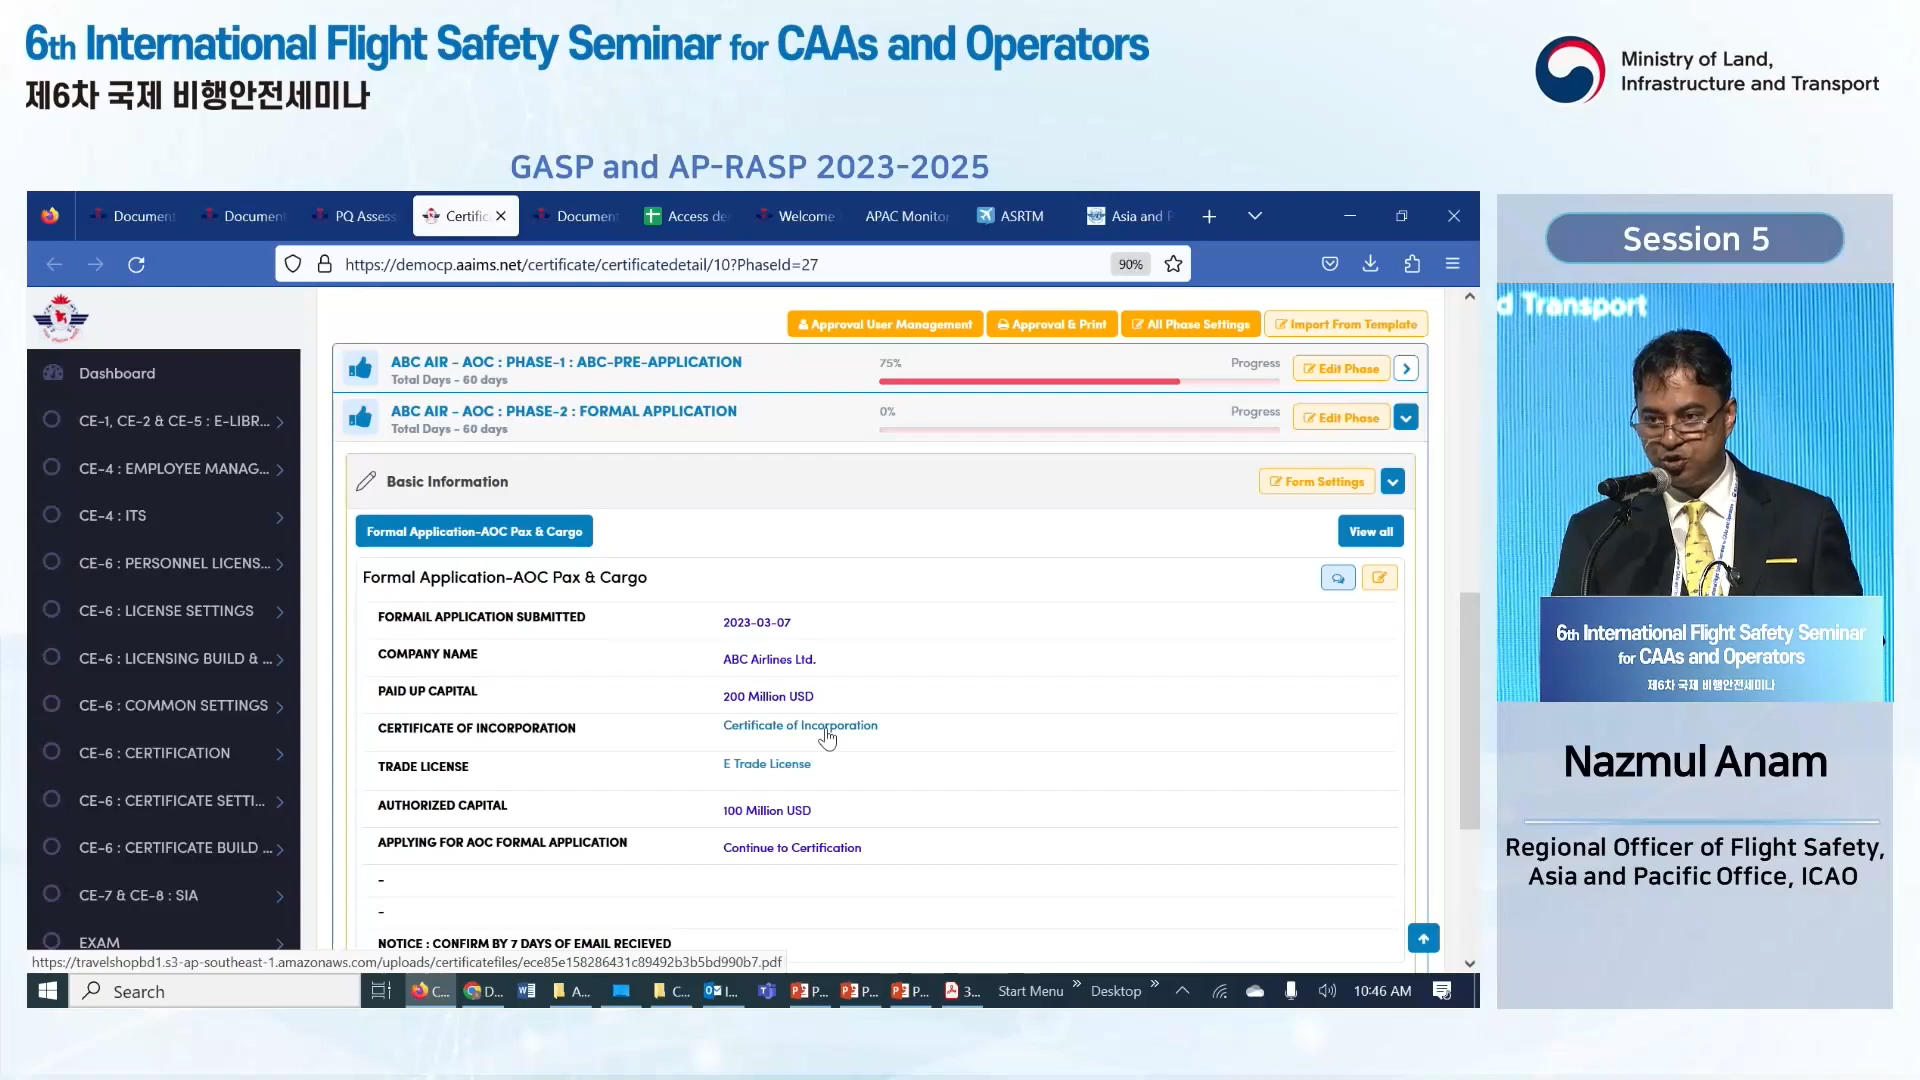 6th International Flight Safety Seminar for CAAs and Operators
제6차 국제 비행안전세미나
Ministry of Land,
Infrastructure and Transport
GASP and AP-RASP 2023-2025
Document
Document
PQ Assess
Certific
Document
Access de
Welcome
APAC Monitor
ASRTM
Asia and P
https://democp.aaims.net/certificate/certificatedetail/10?PhaseId=27
90%
Dashboard
CE-1, CE-2 & CE-5 : E-LIBR...
CE-4 : EMPLOYEE MANAG...
CE-4 : ITS
CE-6 : PERSONNEL LICENS...
CE-6 : LICENSE SETTINGS
CE-6 : LICENSING BUILD & ...
CE-6 : COMMON SETTINGS
CE-6 : CERTIFICATION
CE-6 : CERTIFICATE SETTI...
CE-6 : CERTIFICATE BUILD ...
CE-7 & CE-8 : SIA
EXAM
Approval User Management
Approval & Print
All Phase Settings
Import From Template
ABC AIR - AOC : PHASE-1 : ABC-PRE-APPLICATION
Total Days - 60 days
75%
Progress
Edit Phase
ABC AIR - AOC : PHASE-2 : FORMAL APPLICATION
Total Days - 60 days
0%
Progress
Edit Phase
Basic Information
Form Settings
Formal Application-AOC Pax & Cargo
View all
Formal Application-AOC Pax & Cargo
FORMAIL APPLICATION SUBMITTED
2023-03-07
COMPANY NAME
ABC Airlines Ltd.
PAID UP CAPITAL
200 Million USD
CERTIFICATE OF INCORPORATION
Certificate of Incorporation
TRADE LICENSE
E Trade License
AUTHORIZED CAPITAL
100 Million USD
APPLYING FOR AOC FORMAL APPLICATION
Continue to Certification
-
-
NOTICE : CONFIRM BY 7 DAYS OF EMAIL RECIEVED
https://travelshopbd1.s3-ap-southeast-1.amazonaws.com/uploads/certificatefiles/ece85e158286431c89492b3b5bd990b7.pdf
Search
C...
D...
A...
C...
I...
P...
P...
P...
3...
Start Menu
Desktop
10:46 AM
Session 5
d Transport
6th International Flight Safety Seminar
for CAAs and Operators
제6차 국제 비행안전세미나
Nazmul Anam
Regional Officer of Flight Safety,
Asia and Pacific Office, ICAO